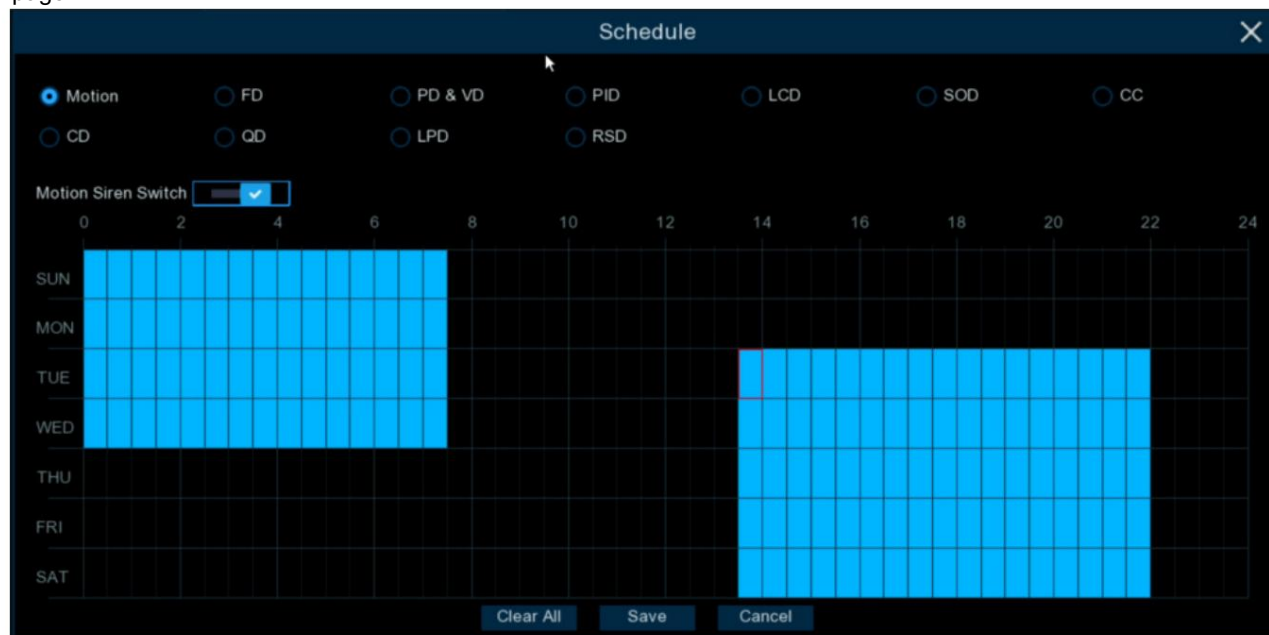 Schedule
Motion FD PD & VD PID LCD SOD CC
CD QD LPD RSD
Motion Siren Switch
0 2 4 6 8 10 12 14 16 18 20 22 24
SUN
MON
TUE
WED
THU
FRI
SAT
Clear All Save Cancel